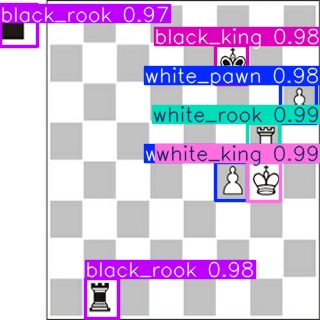 black_rook 0.97
black_king 0.98
white_pawn 0.98
white_rook 0.99
white_king 0.99
black_rook 0.98